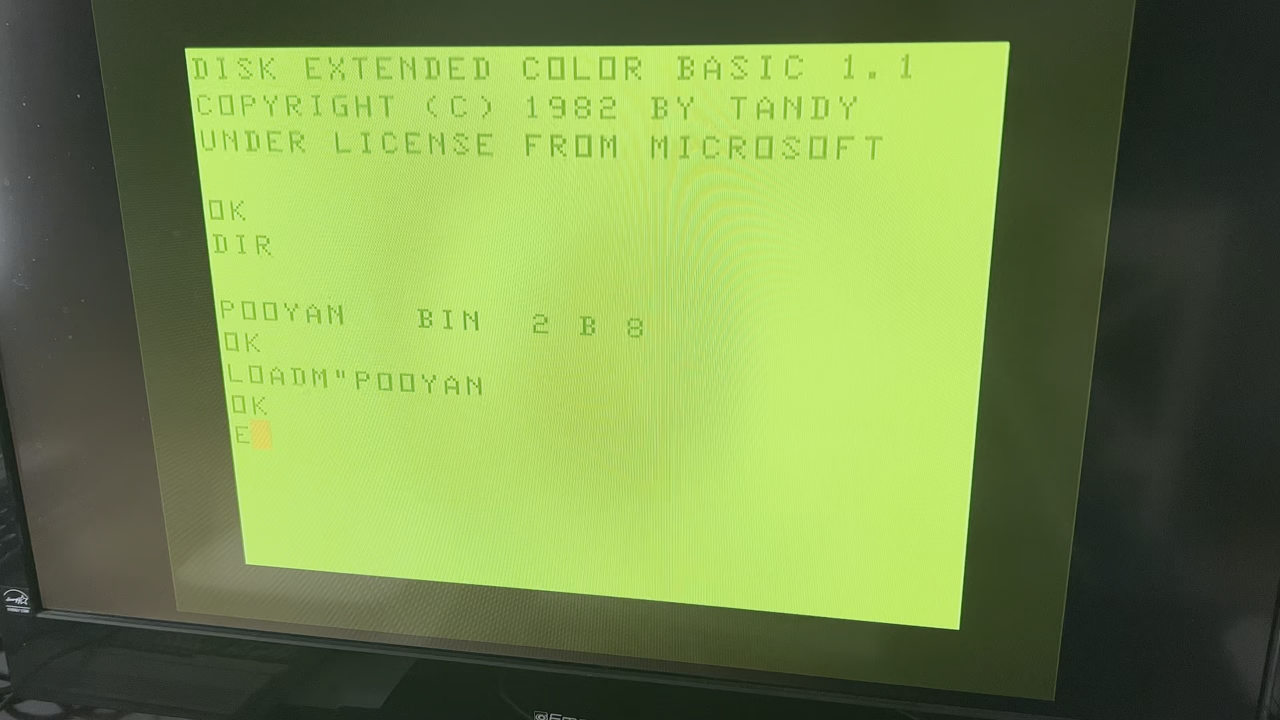 DISK EXTENDED COLOR BASIC 1.1
COPYRIGHT (C) 1982 BY TANDY
UNDER LICENSE FROM MICROSOFT
OK
DIR
POOYAN BIN 2 B 8
OK
LOADM"POOYAN
OK
E